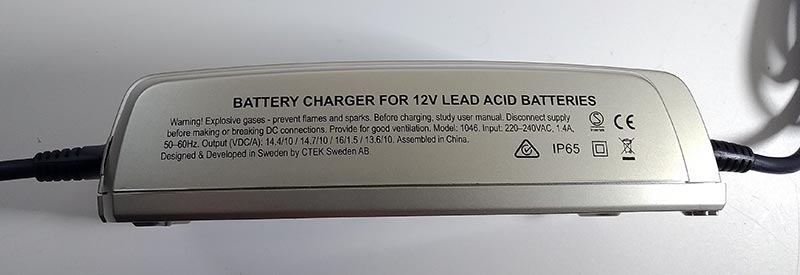 BATTERY CHARGER FOR 12V LEAD ACID BATTERIES
Warning! Explosive gases - prevent flames and sparks. Before charging, study user manual. Disconnect supply
before making or breaking DC connections. Provide for good ventilation. Model: 1046. Input: 220–240VAC, 1.4A.
50–60Hz. Output (VDC/A): 14.4/10 / 14.7/10 / 16/1.5 / 13.6/10. Assembled in China.
Designed & Developed in Sweden by CTEK Sweden AB.
CE
IP65